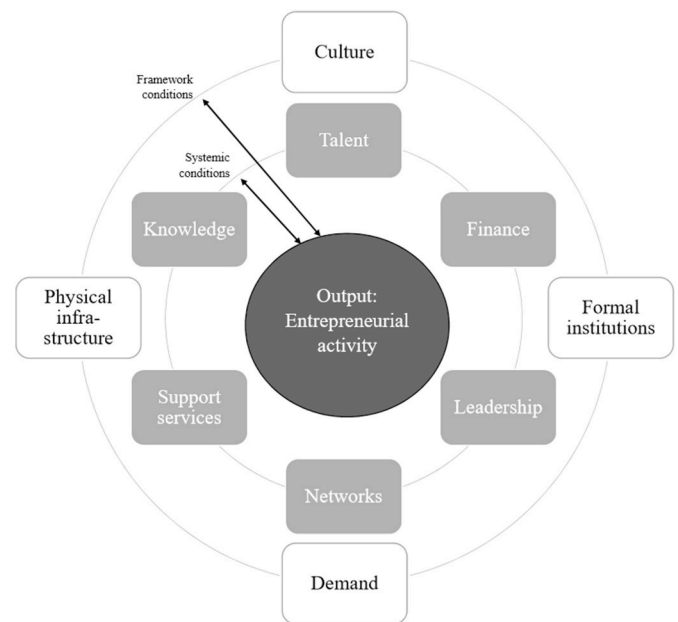 Culture
Framework
conditions
Talent
Systemic
conditions
Knowledge
Finance
Physical
infra-
structure
Output:
Entrepreneurial
activity
Formal
institutions
Support
services
Leadership
Networks
Demand